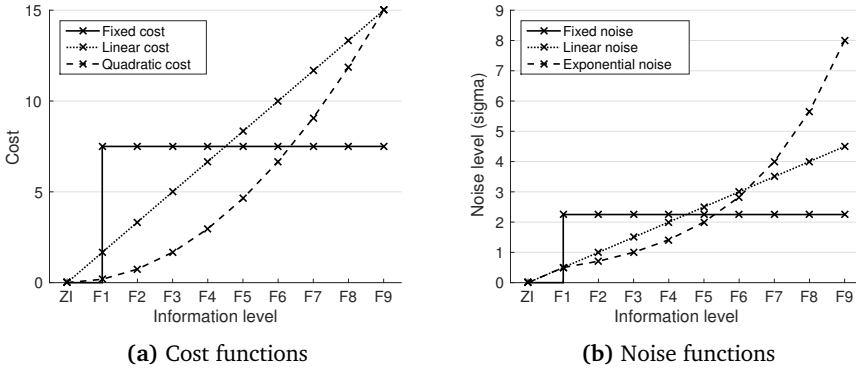 15
10
5
0
Cost
Fixed cost
Linear cost
Quadratic cost
ZI F1 F2 F3 F4 F5 F6 F7 F8 F9
Information level
(a) Cost functions
9
8
7
6
5
4
3
2
1
0
Noise level (sigma)
Fixed noise
Linear noise
Exponential noise
ZI F1 F2 F3 F4 F5 F6 F7 F8 F9
Information level
(b) Noise functions